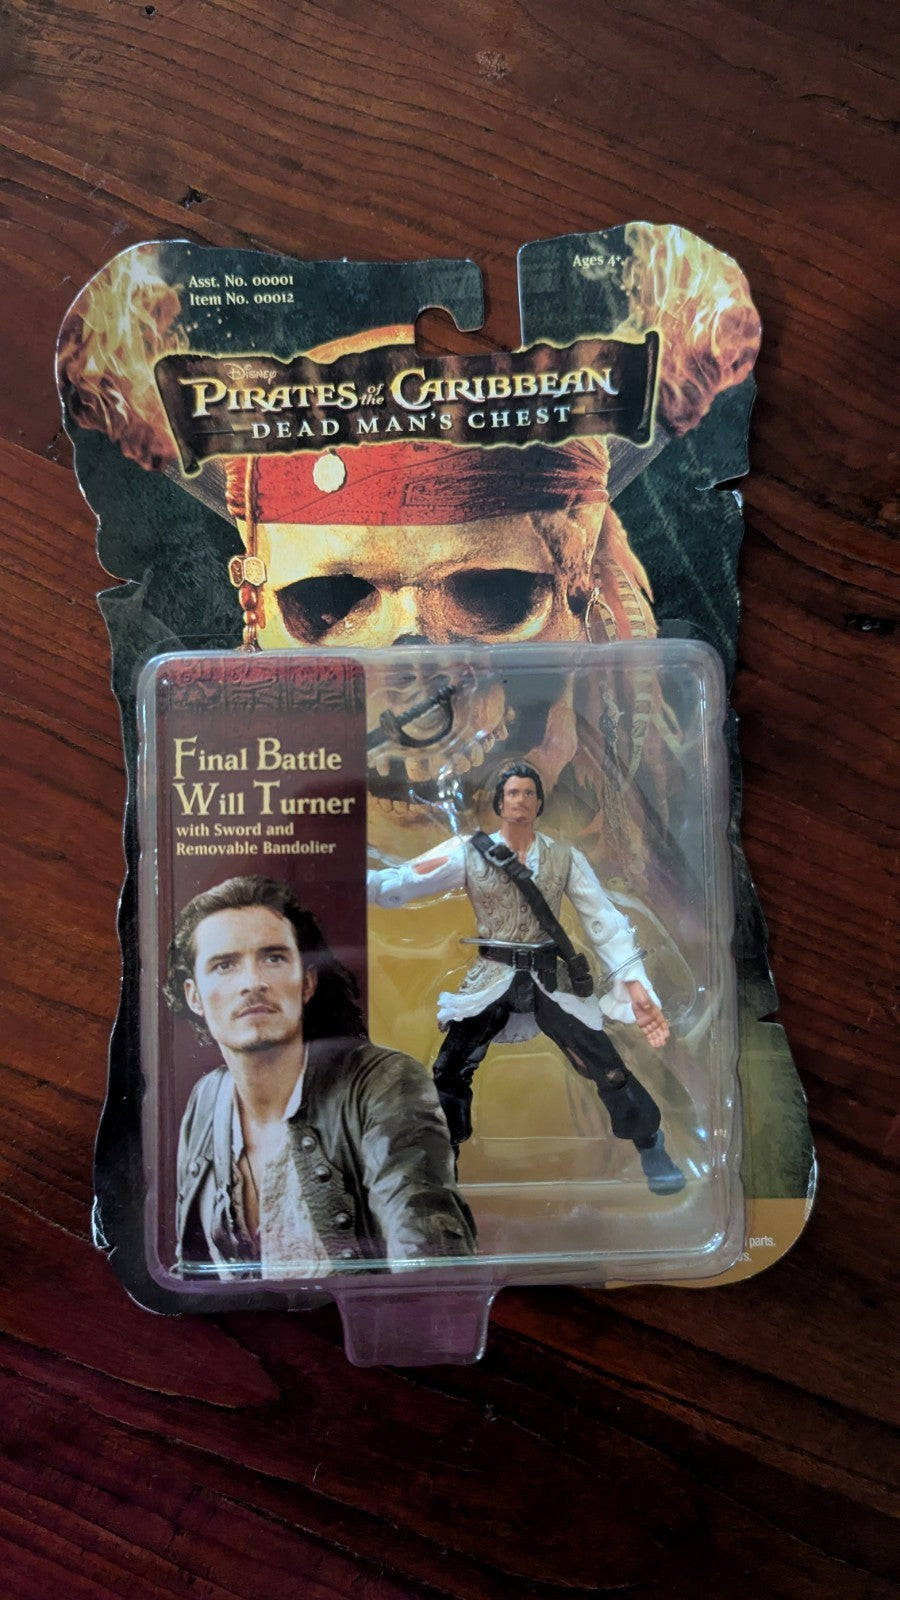 Asst. No. 00001
Item No. 00012
Ages 4+
Disney
PIRATES of the CARIBBEAN
DEAD MAN'S CHEST
Final Battle
Will Turner
with Sword and
Removable Bandolier
parts.